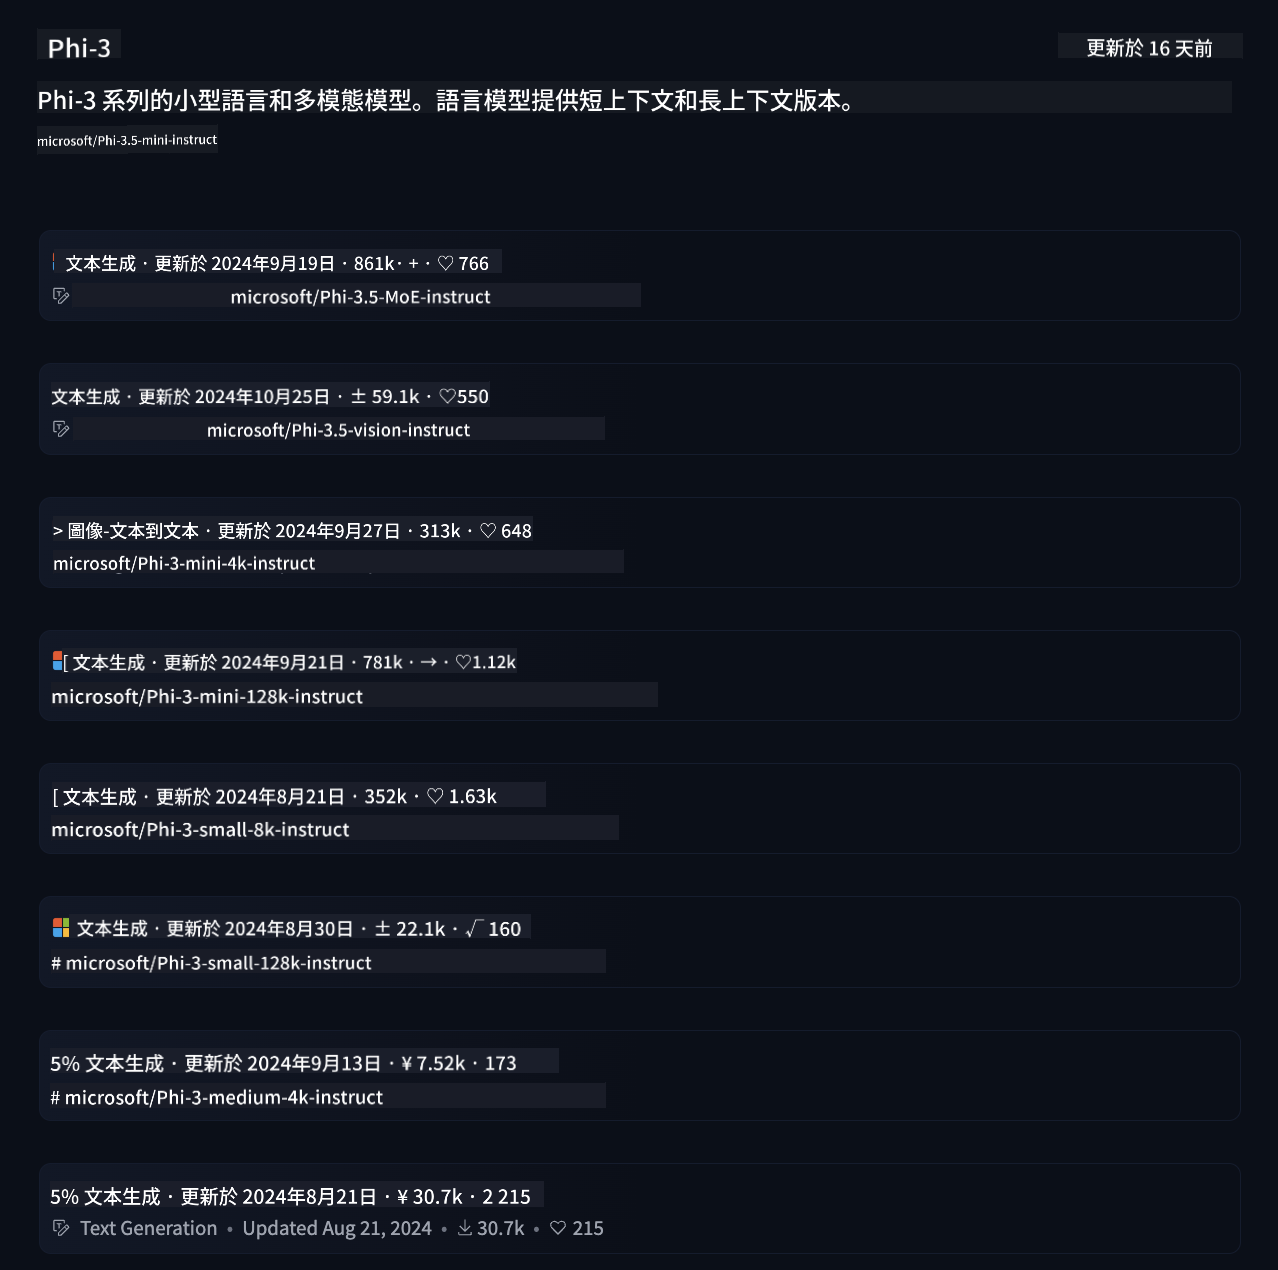 Phi-3
更新於 16 天前
Phi-3 系列的小型語言和多模態模型。語言模型提供短上下文和長上下文版本。
microsoft/Phi-3.5-mini-instruct
文本生成 · 更新於 2024年9月19日 · 861k · + · ♡ 766
microsoft/Phi-3.5-MoE-instruct
文本生成 · 更新於 2024年10月25日 · ± 59.1k · ♡550
microsoft/Phi-3.5-vision-instruct
> 圖像-文本到文本 · 更新於 2024年9月27日 · 313k · ♡ 648
microsoft/Phi-3-mini-4k-instruct
[ 文本生成 · 更新於 2024年9月21日 · 781k · → · ♡1.12k
microsoft/Phi-3-mini-128k-instruct
[ 文本生成 · 更新於 2024年8月21日 · 352k · ♡ 1.63k
microsoft/Phi-3-small-8k-instruct
文本生成 · 更新於 2024年8月30日 · ± 22.1k · √ 160
# microsoft/Phi-3-small-128k-instruct
5% 文本生成 · 更新於 2024年9月13日 · ¥ 7.52k · 173
# microsoft/Phi-3-medium-4k-instruct
5% 文本生成 · 更新於 2024年8月21日 · ¥ 30.7k · 2 215
Text Generation • Updated Aug 21, 2024 • 30.7k • ♡ 215